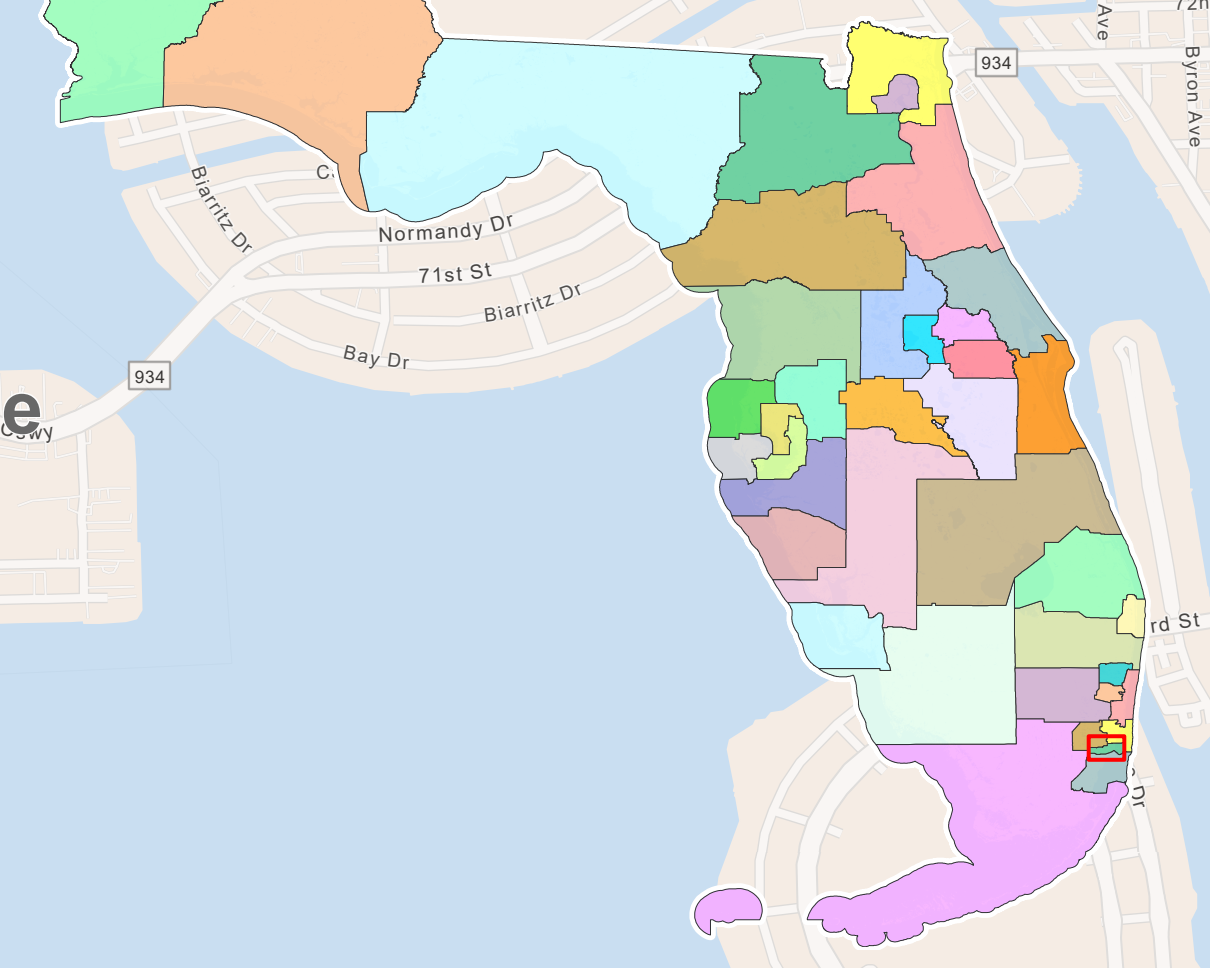 Ave
72n
934
Byron Ave
Biarritz Dr
Normandy Dr
71st St
Biarritz Dr
Bay Dr
934
e
Cswy
rd St
Dr